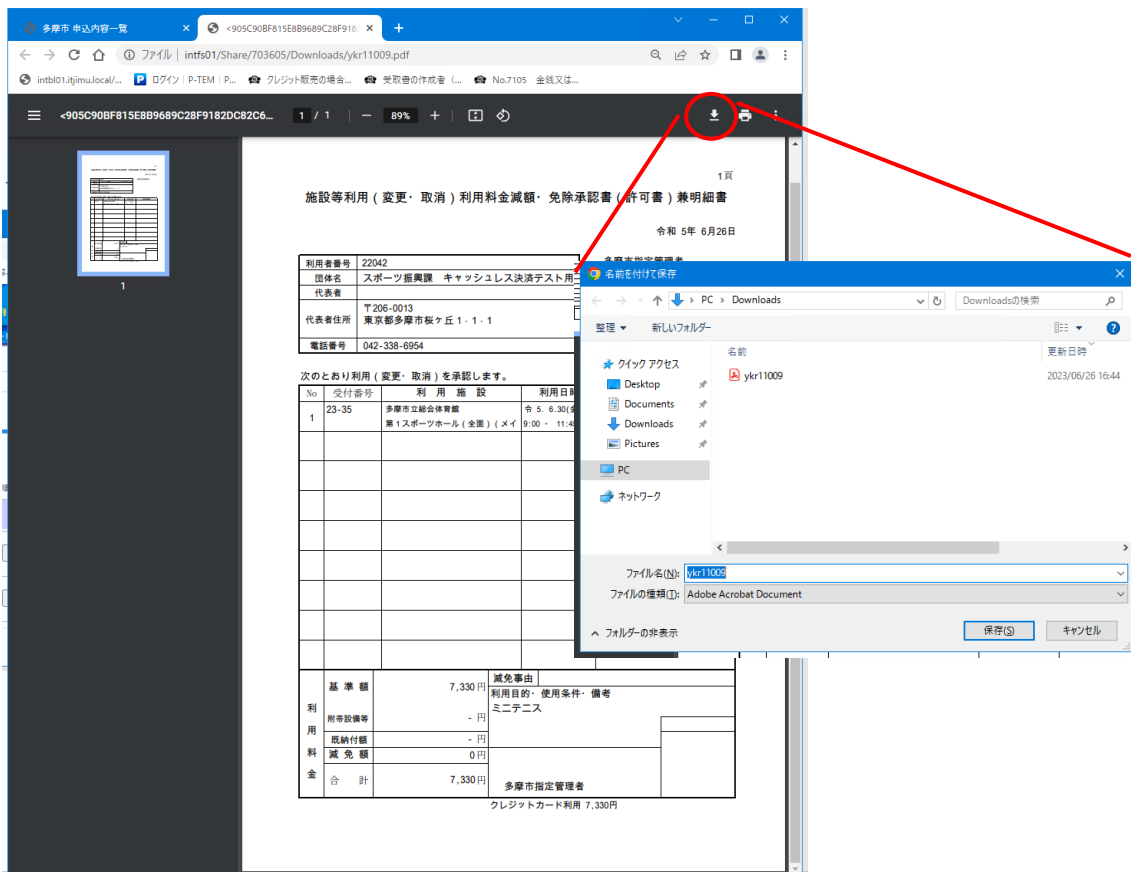 多摩市 申込内容一覧
<905C90BF815E8B9689C28F918
ファイル | intfs01/Share/703605/Downloads/ykr11009.pdf
intbl01.itjimu.local/...
ログイン | P-TEM | P...
クレジット販売の場合...
受取書の作成者 (...
No.7105 金銭又は...
<905C90BF815E8B9689C28F9182DC82C6...
1 / 1
89%
1
1頁
施設等利用(変更・取消)利用料金減額・免除承認書(許可書)兼明細書
令和 5年 6月26日
多摩市指定管理者
利用者番号 22042
団体名 スポーツ振興課 キャッシュレス決済テスト用
代表者
代表者住所 〒206-0013
東京都多摩市桜ヶ丘1-1-1
電話番号 042-338-6954
次のとおり利用(変更・取消)を承認します。
No 受付番号 利用施設 利用日時
1 23-35 多摩市立総合体育館 令 5. 6.30(金
第1スポーツホール(全面)(メイ 9:00 - 11:45
利用料金
基準額 7,330円
附帯設備等 - 円
既納付額 - 円
減免額 0円
合計 7,330円
減免事由
利用目的・使用条件・備考
ミニテニス
多摩市指定管理者
クレジットカード利用 7,330円
名前を付けて保存
PC > Downloads
Downloadsの検索
整理
新しいフォルダー
名前
更新日時
クイック アクセス
Desktop
Documents
Downloads
Pictures
PC
ネットワーク
ykr11009
2023/06/26 16:44
ファイル名(N): ykr11009
ファイルの種類(T): Adobe Acrobat Document
フォルダーの非表示
保存(S)
キャンセル